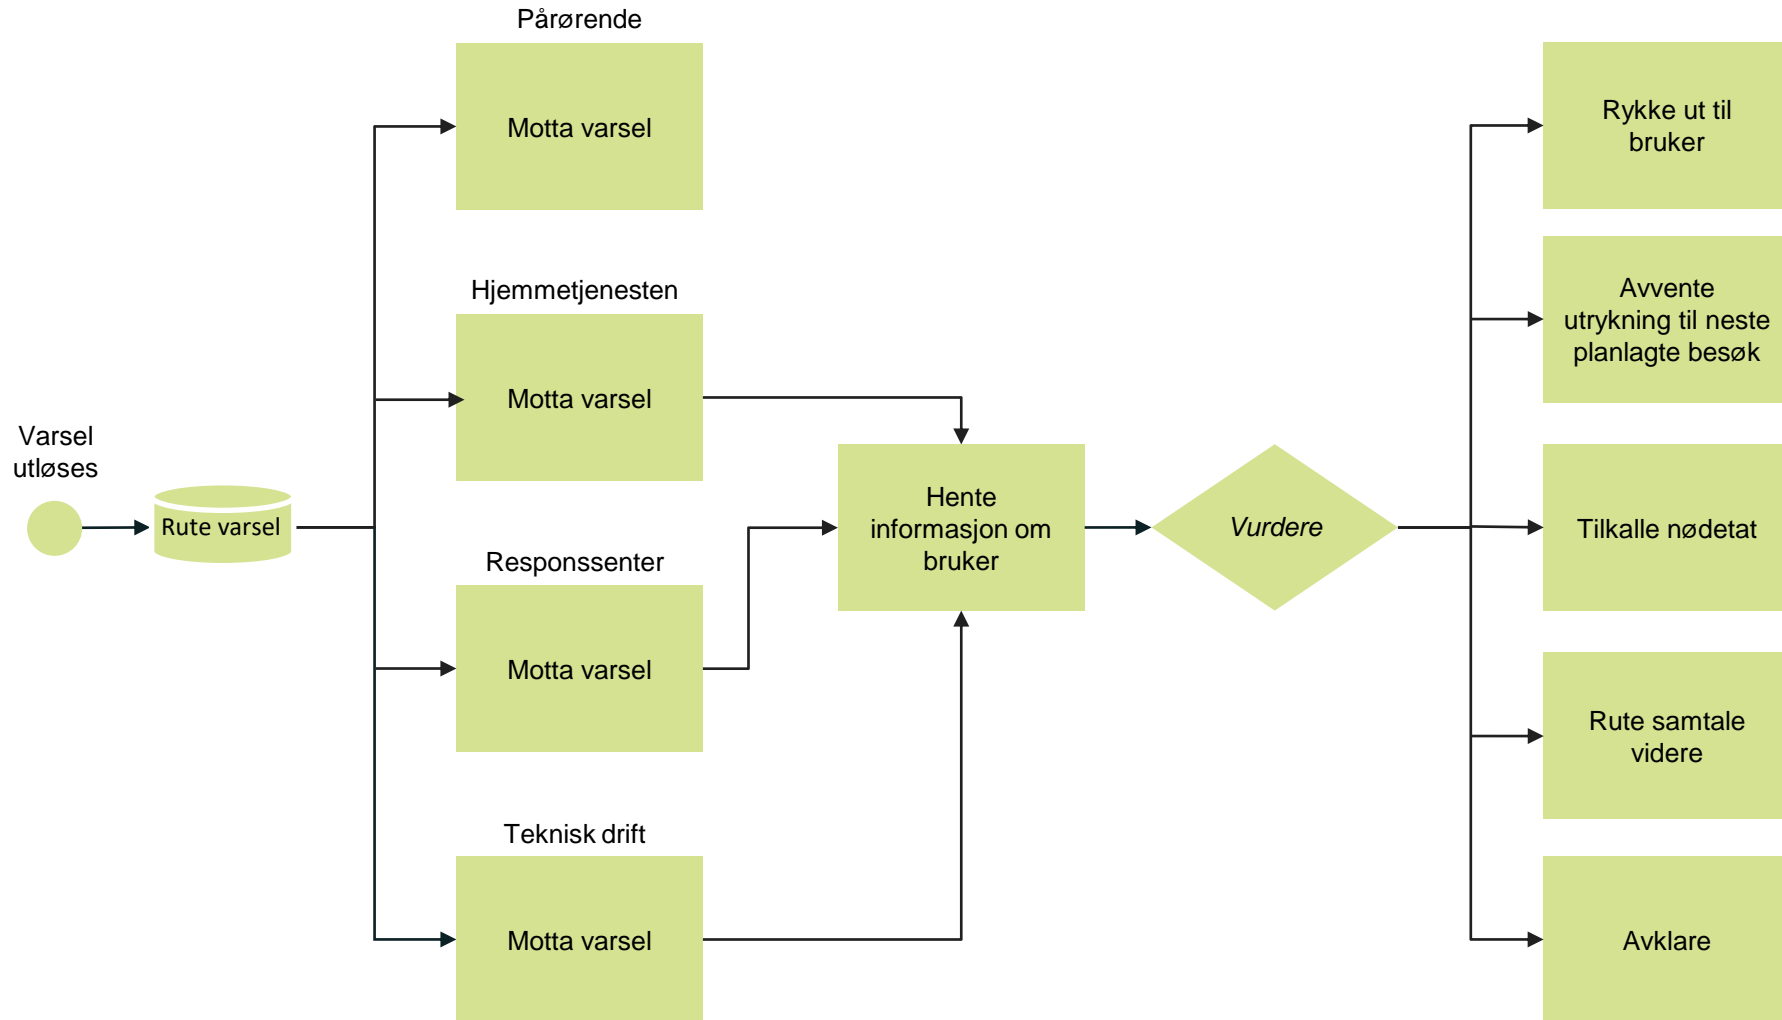 Varsel
utløses
Rute varsel
Pårørende
Motta varsel
Hjemmetjenesten
Motta varsel
Responssenter
Motta varsel
Teknisk drift
Motta varsel
Hente
informasjon om
bruker
Vurdere
Rykke ut til
bruker
Avvente
utrykning til neste
planlagte besøk
Tilkalle nødetat
Rute samtale
videre
Avklare